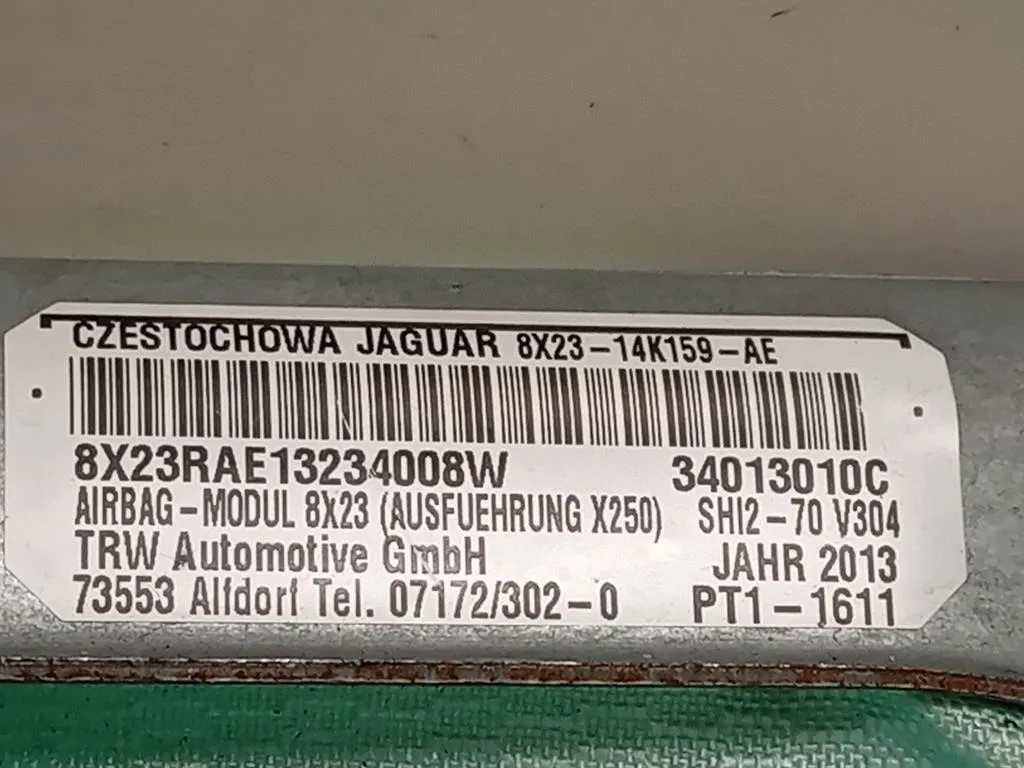 CZESTOCHOWA JAGUAR 8X23-14K159-AE
8X23RAE13234008W 34013010C
AIRBAG-MODUL 8X23 (AUSFUEHRUNG X250) SHI2-70 V304
TRW Automotive GmbH JAHR 2013
73553 Alfdorf Tel. 07172/302-0 PT1-1611